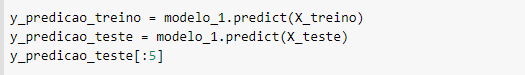 y_predicao_treino = modelo_1.predict(X_treino)
y_predicao_teste = modelo_1.predict(X_teste)
y_predicao_teste[:5]